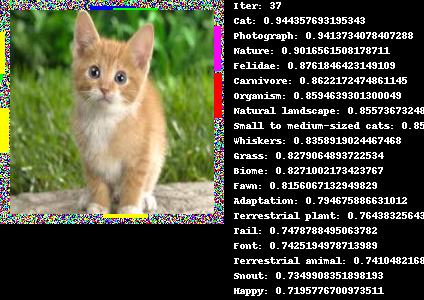 Iter: 37
Cat: 0.944357693195343
Photograph: 0.9413734078407288
Nature: 0.9016561508178711
Felidae: 0.8761846423149109
Carnivore: 0.8622172474861145
Organism: 0.8594639301300049
Natural landscape: 0.85573673248
Small to medium-sized cats: 0.85
Whiskers: 0.8358919024467468
Grass: 0.8279064893722534
Biome: 0.8271002173423767
Fawn: 0.8156067132949829
Adaptation: 0.794675886631012
Terrestrial plant: 0.76438325643
Tail: 0.7478788495063782
Font: 0.7425194978713989
Terrestrial animal: 0.7410482168
Snout: 0.7349908351898193
Happy: 0.7195776700973511